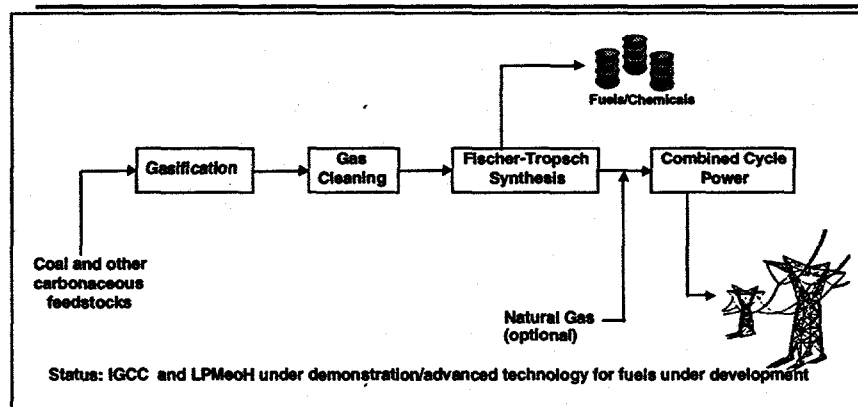 Fuels/Chemicals
Gasification
Gas
Cleaning
Fischer-Tropsch
Synthesis
Combined Cycle
Power
Coal and other
carbonaceous
feedstocks
Natural Gas
(optional)
Status: IGCC and LPMeoH under demonstration/advanced technology for fuels under development